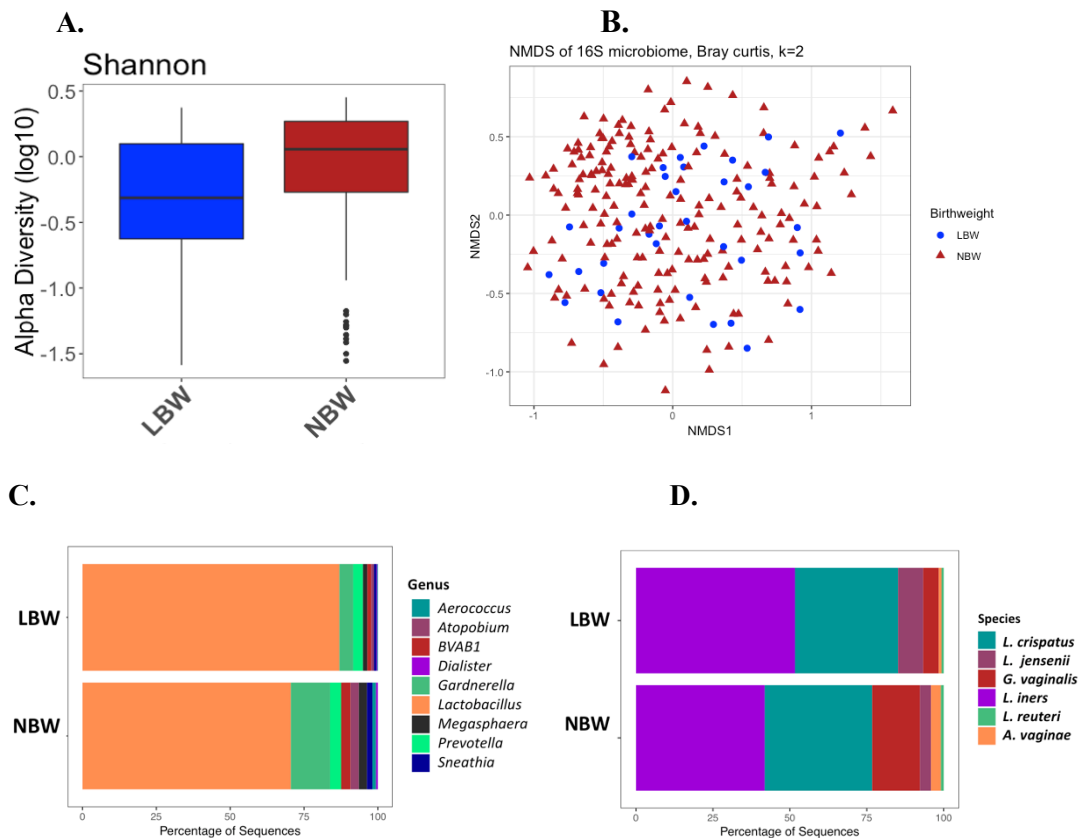 A.
Shannon
Alpha Diversity (log10)
0.5
0.0
-0.5
-1.0
-1.5
LBW
NBW
B.
NMDS of 16S microbiome, Bray curtis, k=2
NMDS2
0.5
0.0
-0.5
-1.0
-1
0
1
NMDS1
Birthweight
LBW
NBW
C.
LBW
NBW
0
25
50
75
100
Percentage of Sequences
Genus
Aerococcus
Atopobium
BVAB1
Dialister
Gardnerella
Lactobacillus
Megasphaera
Prevotella
Sneathia
D.
LBW
NBW
0
25
50
75
100
Percentage of Sequences
Species
L. crispatus
L. jensenii
G. vaginalis
L. iners
L. reuteri
A. vaginae